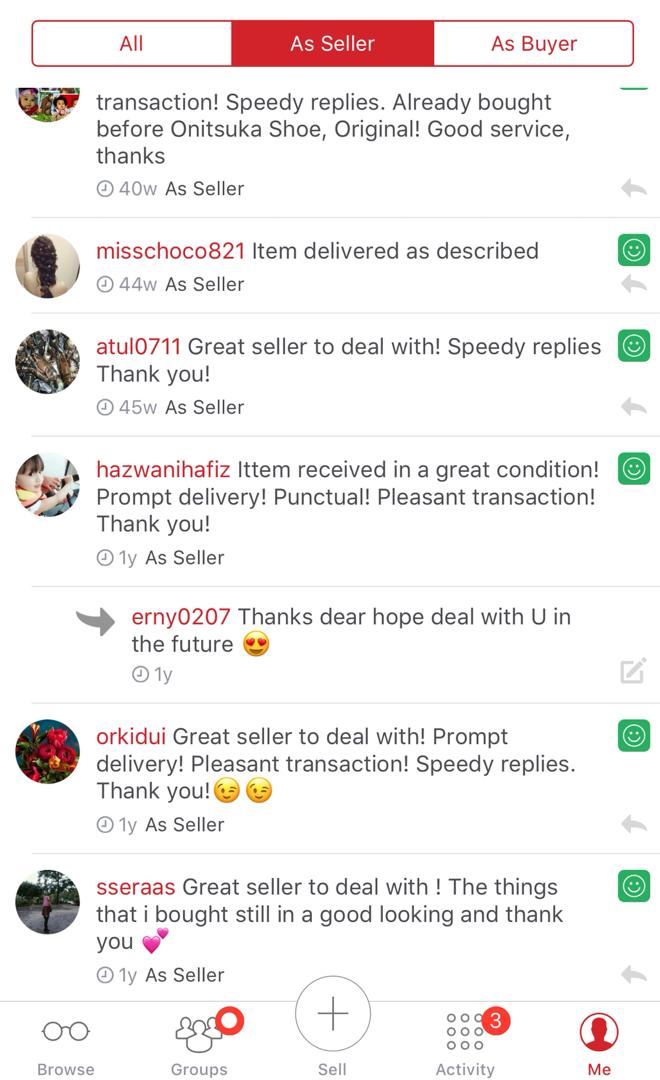 All
As Seller
As Buyer
transaction! Speedy replies. Already bought
before Onitsuka Shoe, Original! Good service,
thanks
40w As Seller
misschoco821 Item delivered as described
44w As Seller
atul0711 Great seller to deal with! Speedy replies
Thank you!
45w As Seller
hazwanihafiz Ittem received in a great condition!
Prompt delivery! Punctual! Pleasant transaction!
Thank you!
1y As Seller
erny0207 Thanks dear hope deal with U in
the future 😍
1y
orkidui Great seller to deal with! Prompt
delivery! Pleasant transaction! Speedy replies.
Thank you!😉😉
1y As Seller
sseraas Great seller to deal with ! The things
that i bought still in a good looking and thank
you 💕
1y As Seller
3
Browse
Groups
Sell
Activity
Me